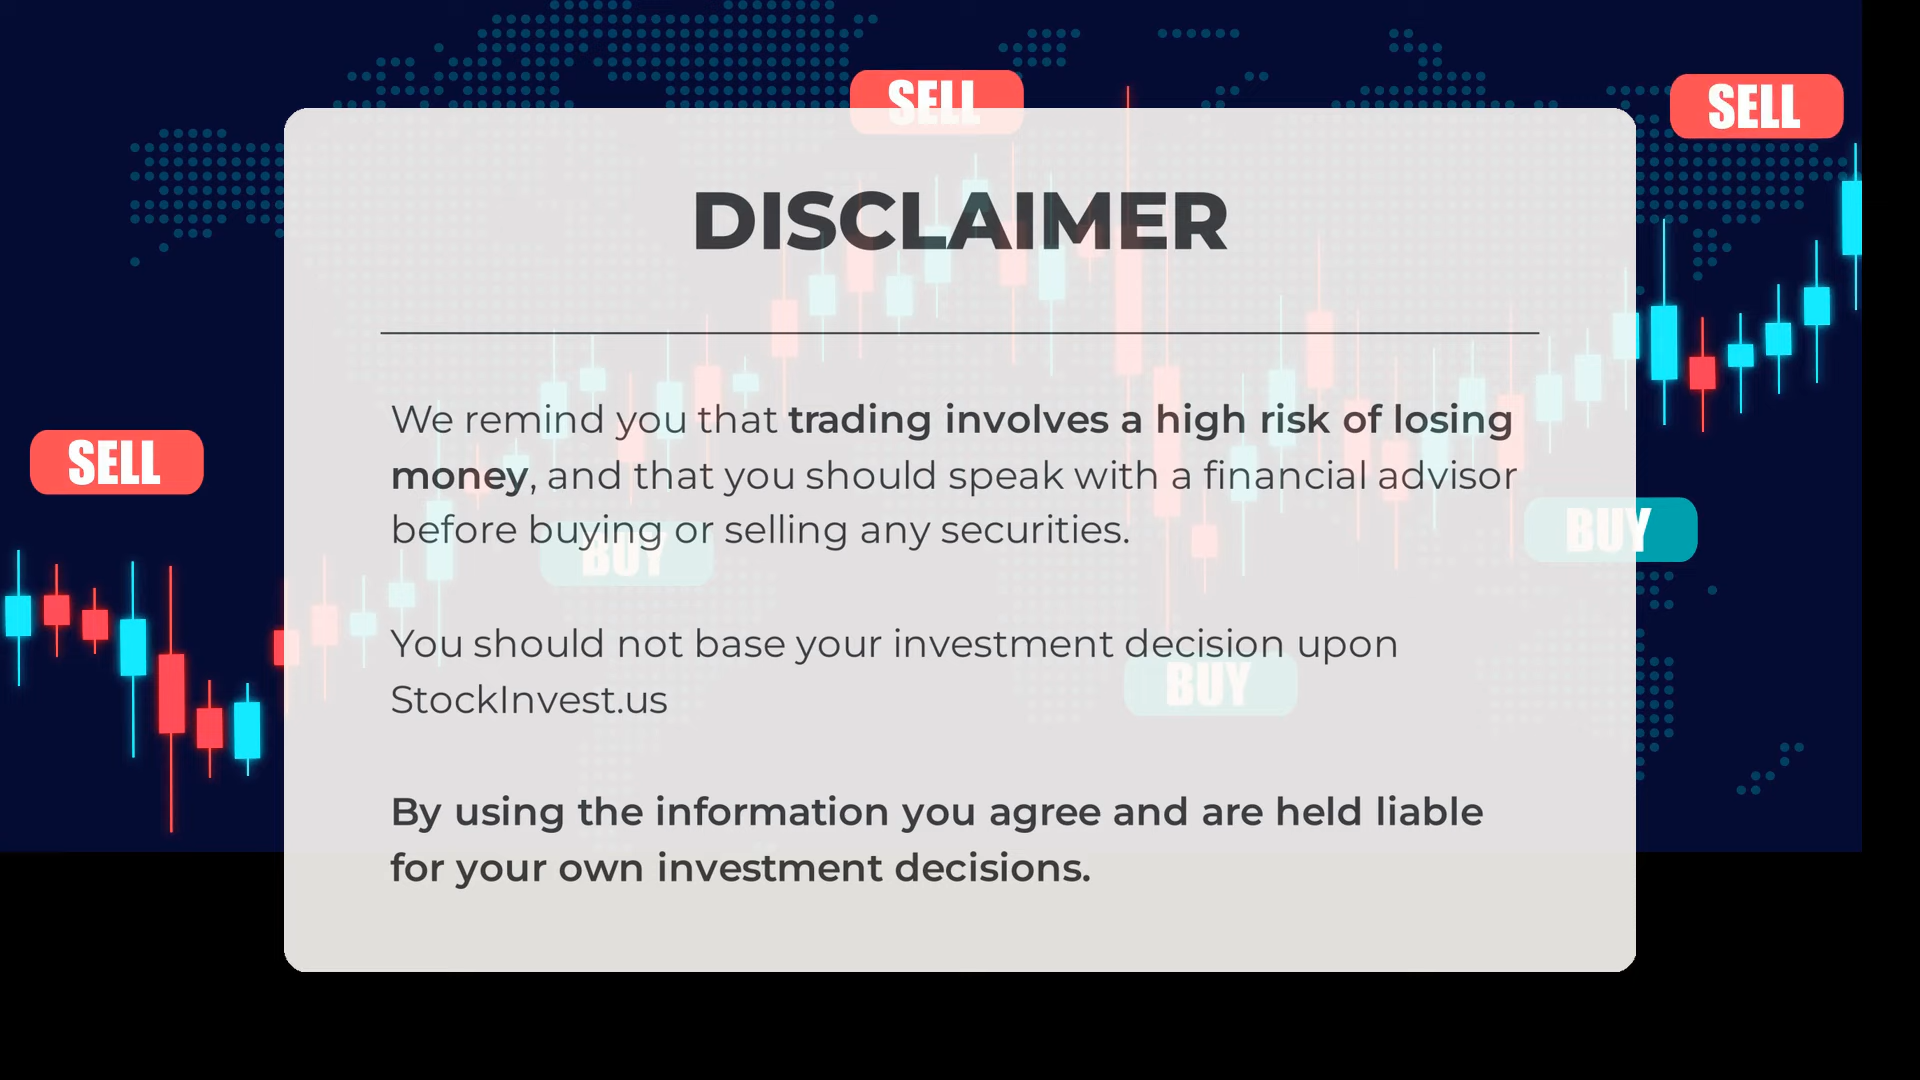 SELL
SELL
DISCLAIMER
We remind you that trading involves a high risk of losing
money, and that you should speak with a financial advisor
before buying or selling any securities.
SELL
BUY
BUY
You should not base your investment decision upon
StockInvest.us
BUY
By using the information you agree and are held liable
for your own investment decisions.